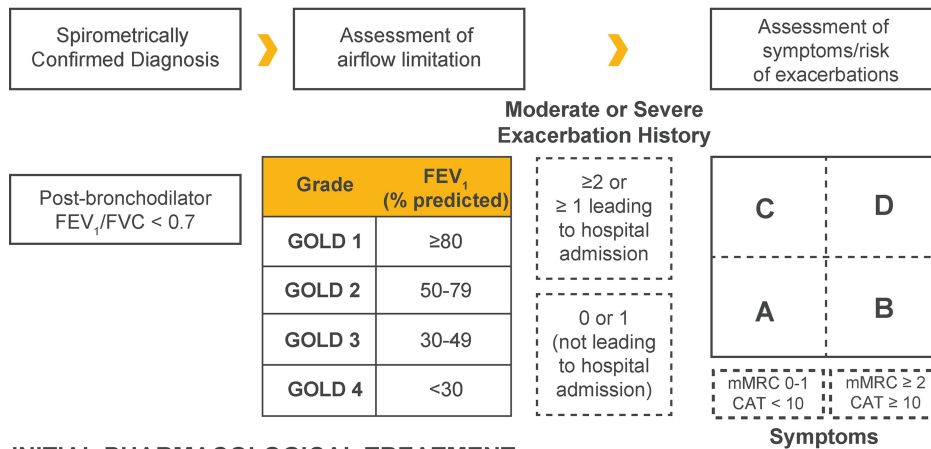 Spirometrically
Confirmed Diagnosis
Assessment of
airflow limitation
Assessment of
symptoms/risk
of exacerbations
Moderate or Severe
Exacerbation History
Post-bronchodilator
FEV1/FVC < 0.7
Grade
FEV1
(% predicted)
GOLD 1
≥80
GOLD 2
50-79
GOLD 3
30-49
GOLD 4
<30
≥2 or
≥ 1 leading
to hospital
admission
0 or 1
(not leading
to hospital
admission)
C
D
A
B
mMRC 0-1
CAT < 10
mMRC ≥ 2
CAT ≥ 10
Symptoms
INITIAL PHARMACOLOGICAL TREATMENT